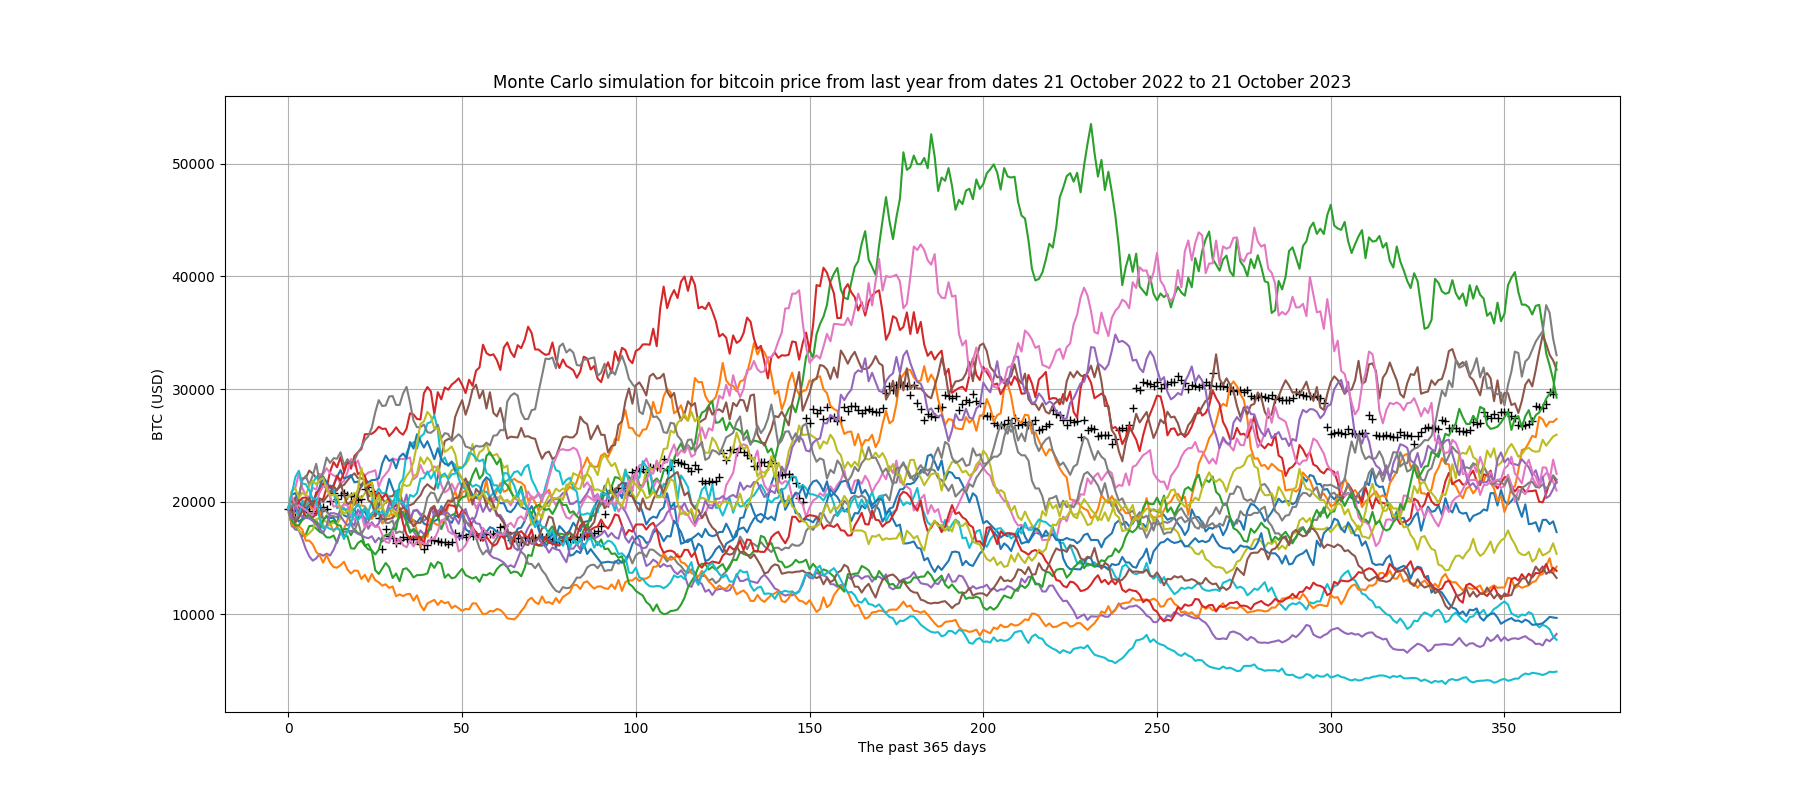 Monte Carlo simulation for bitcoin price from last year from dates 21 October 2022 to 21 October 2023
50000
40000
30000
20000
10000
BTC (USD)
0 50 100 150 200 250 300 350
The past 365 days